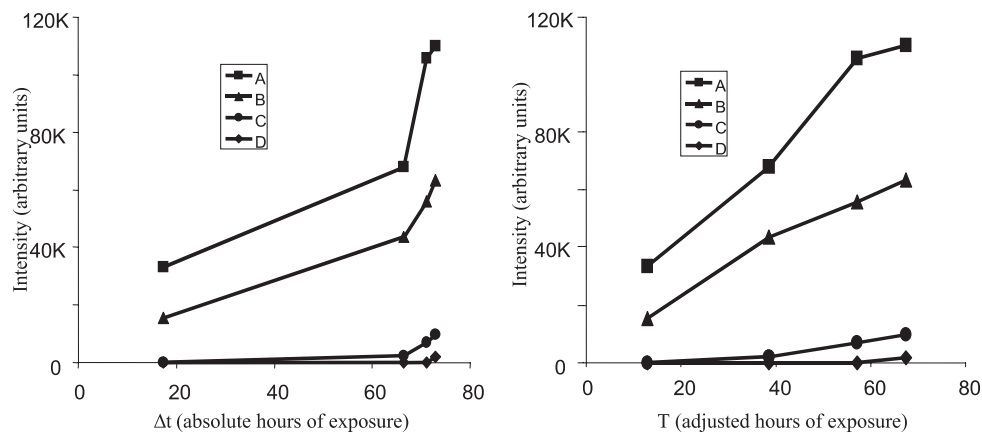 120K
80K
40K
0
Intensity (arbitrary units)
A
B
C
D
0 20 40 60 80
Δt (absolute hours of exposure)
120K
80K
40K
0
Intensity (arbitrary units)
A
B
C
D
0 20 40 60 80
T (adjusted hours of exposure)